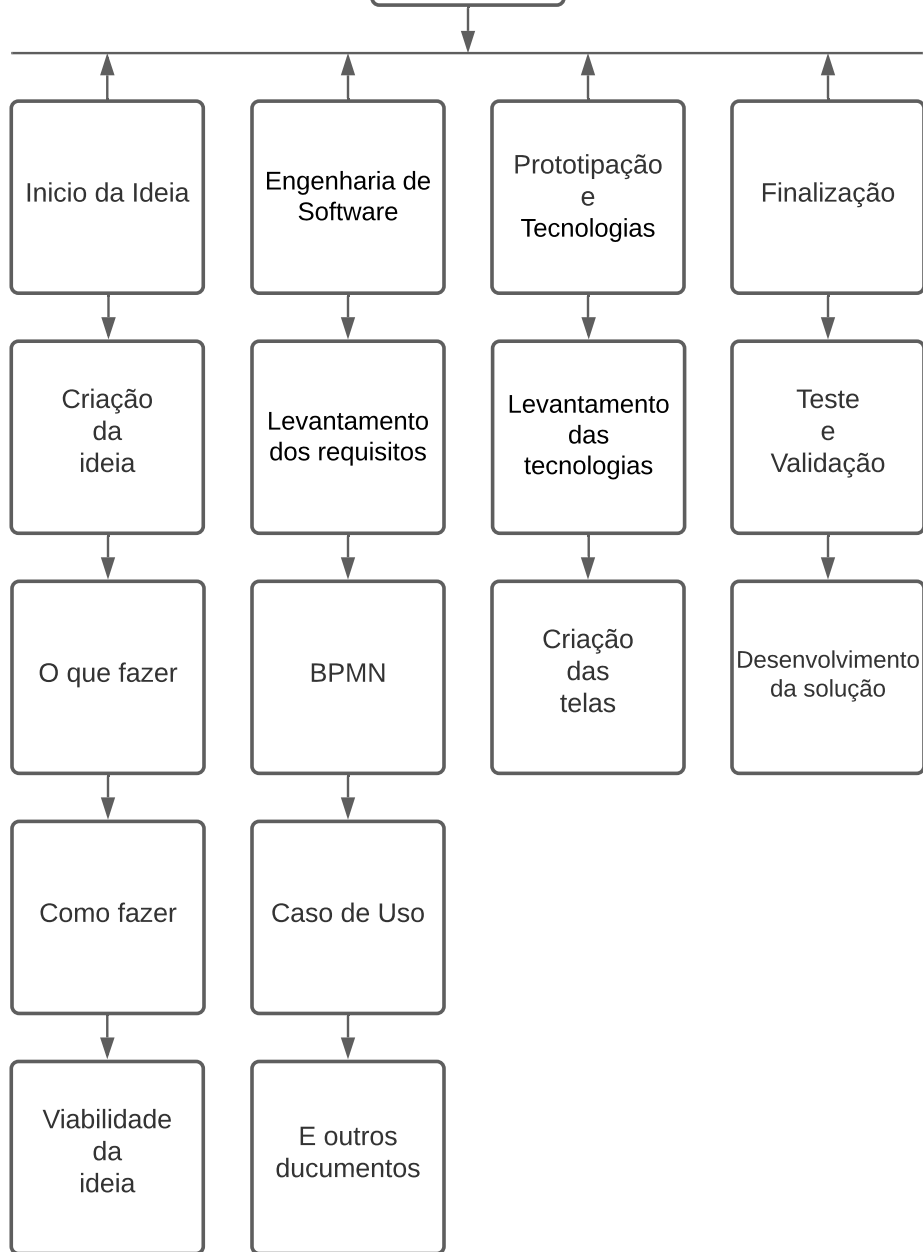 Inicio da Ideia
Engenharia de
Software
Prototipação
e
Tecnologias
Finalização
Criação
da
ideia
Levantamento
dos requisitos
Levantamento
das
tecnologias
Teste
e
Validação
O que fazer
BPMN
Criação
das
telas
Desenvolvimento
da solução
Como fazer
Caso de Uso
Viabilidade
da
ideia
E outros
ducumentos